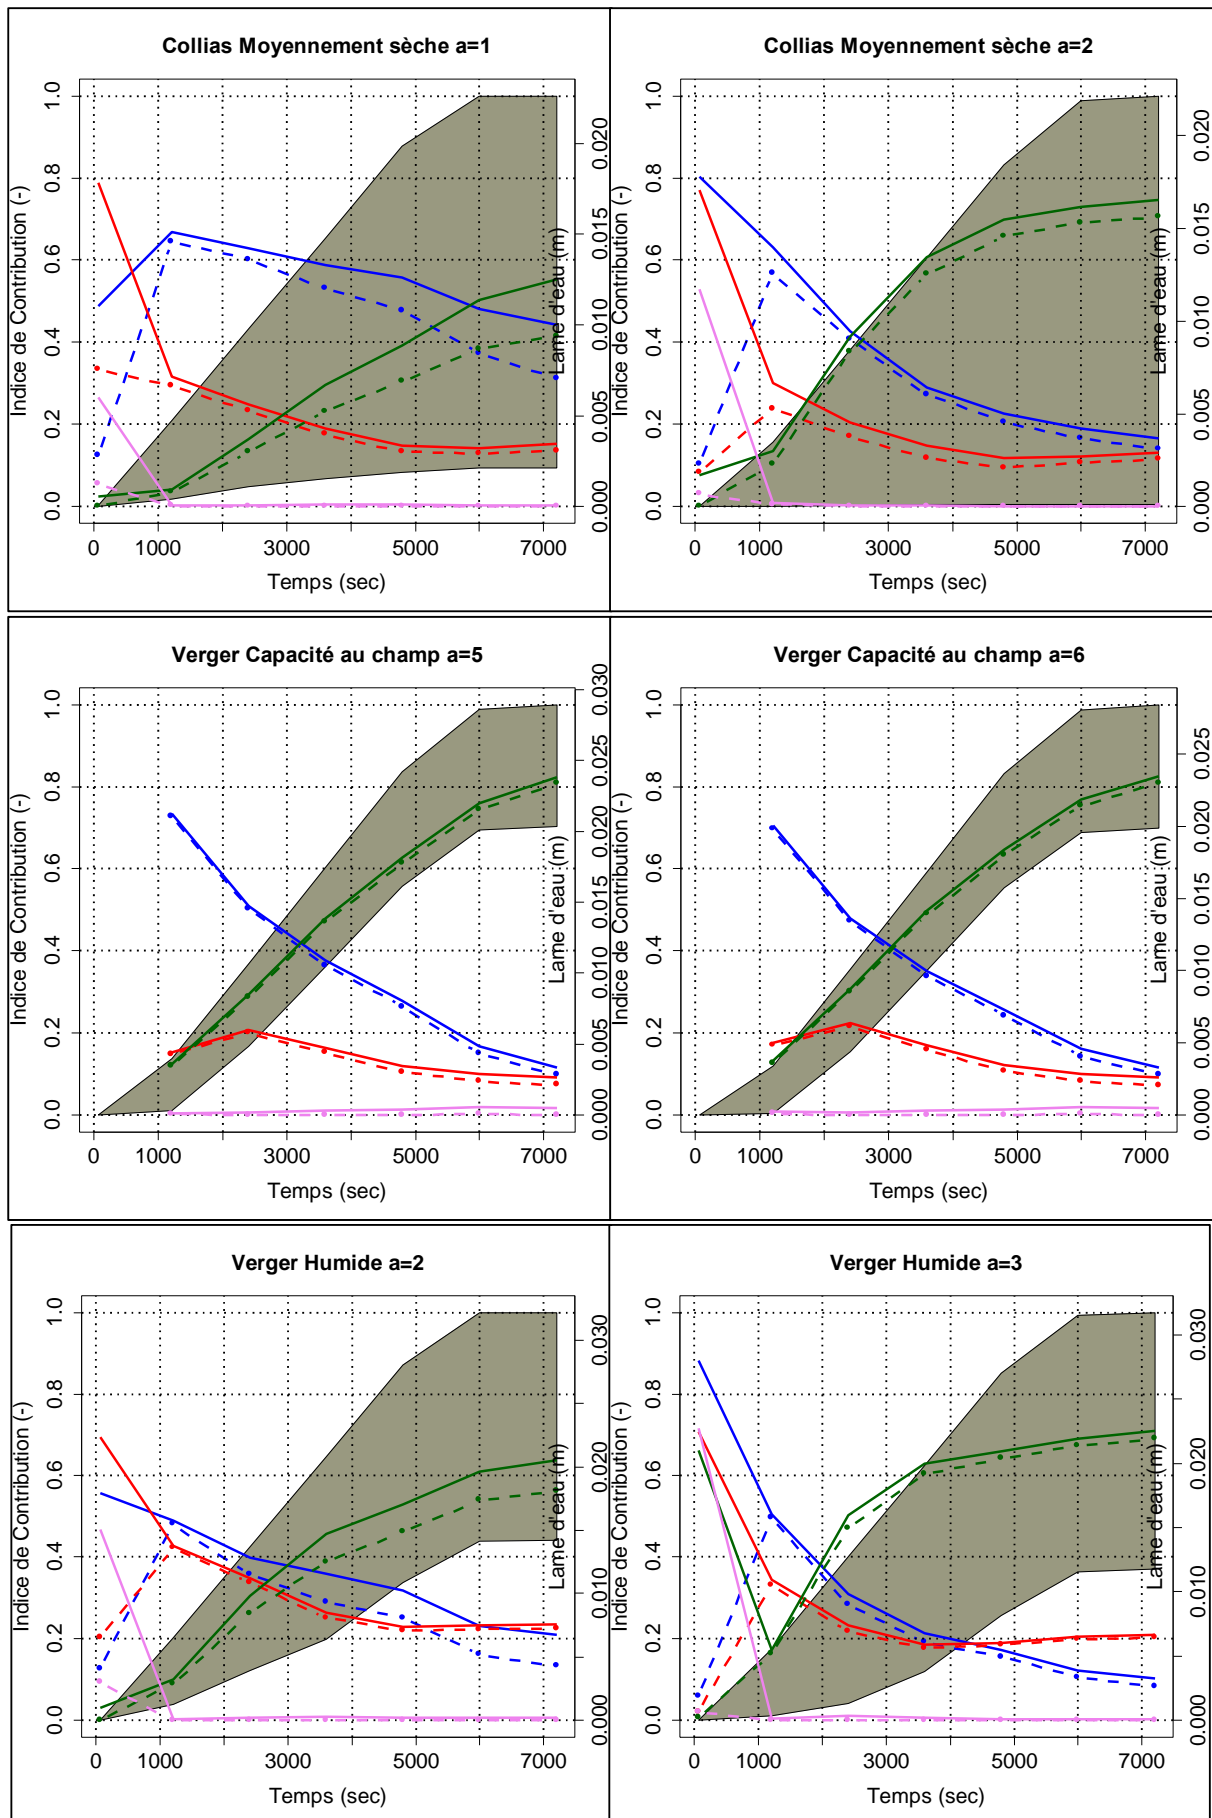 Collias Moyennement sèche a=1
Indice de Contribution (-)
0.0 0.2 0.4 0.6 0.8 1.0
Lame d'eau (m)
0.000 0.005 0.010 0.015 0.020
0 1000 3000 5000 7000
Temps (sec)
Collias Moyennement sèche a=2
Indice de Contribution (-)
0.0 0.2 0.4 0.6 0.8 1.0
Lame d'eau (m)
0.000 0.005 0.010 0.015 0.020
0 1000 3000 5000 7000
Temps (sec)
Verger Capacité au champ a=5
Indice de Contribution (-)
0.0 0.2 0.4 0.6 0.8 1.0
Lame d'eau (m)
0.000 0.005 0.010 0.015 0.020 0.025 0.030
0 1000 3000 5000 7000
Temps (sec)
Verger Capacité au champ a=6
Indice de Contribution (-)
0.0 0.2 0.4 0.6 0.8 1.0
Lame d'eau (m)
0.000 0.005 0.010 0.015 0.020 0.025
0 1000 3000 5000 7000
Temps (sec)
Verger Humide a=2
Indice de Contribution (-)
0.0 0.2 0.4 0.6 0.8 1.0
Lame d'eau (m)
0.000 0.010 0.020 0.030
0 1000 3000 5000 7000
Temps (sec)
Verger Humide a=3
Indice de Contribution (-)
0.0 0.2 0.4 0.6 0.8 1.0
Lame d'eau (m)
0.000 0.010 0.020 0.030
0 1000 3000 5000 7000
Temps (sec)